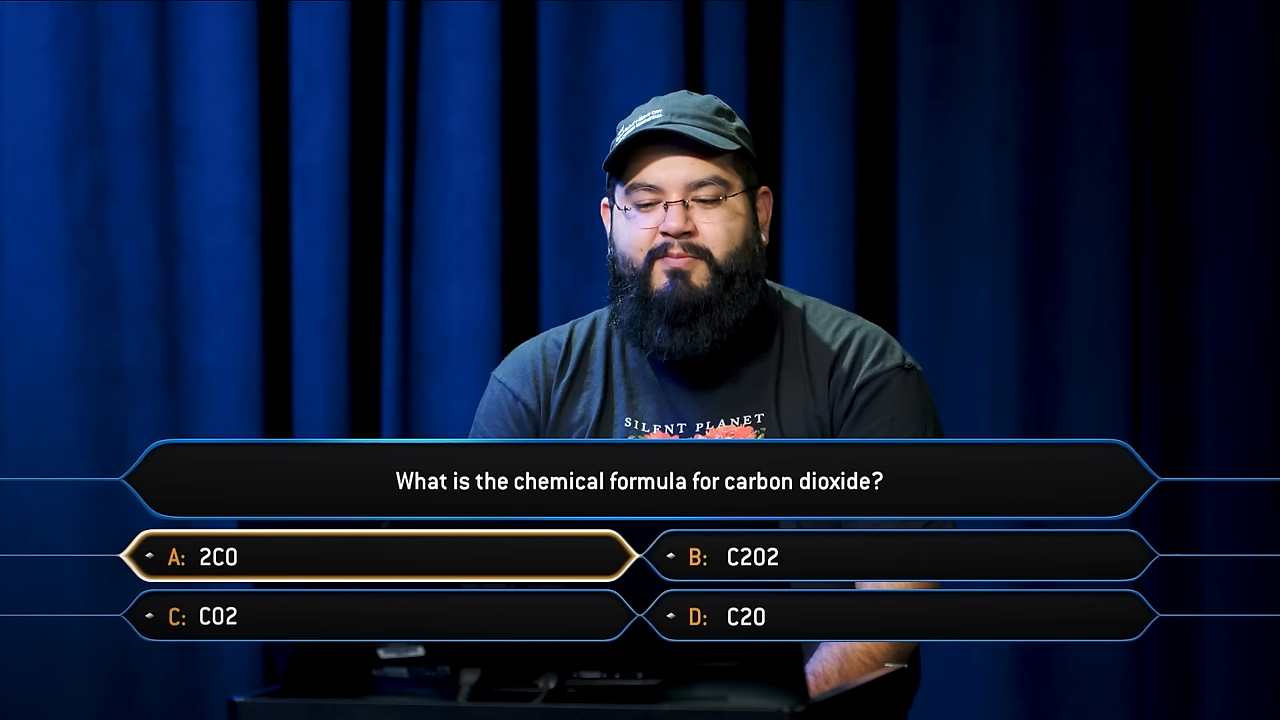 SILENT PLANET
What is the chemical formula for carbon dioxide?
A: 2CO
B: C2O2
C: CO2
D: C2O